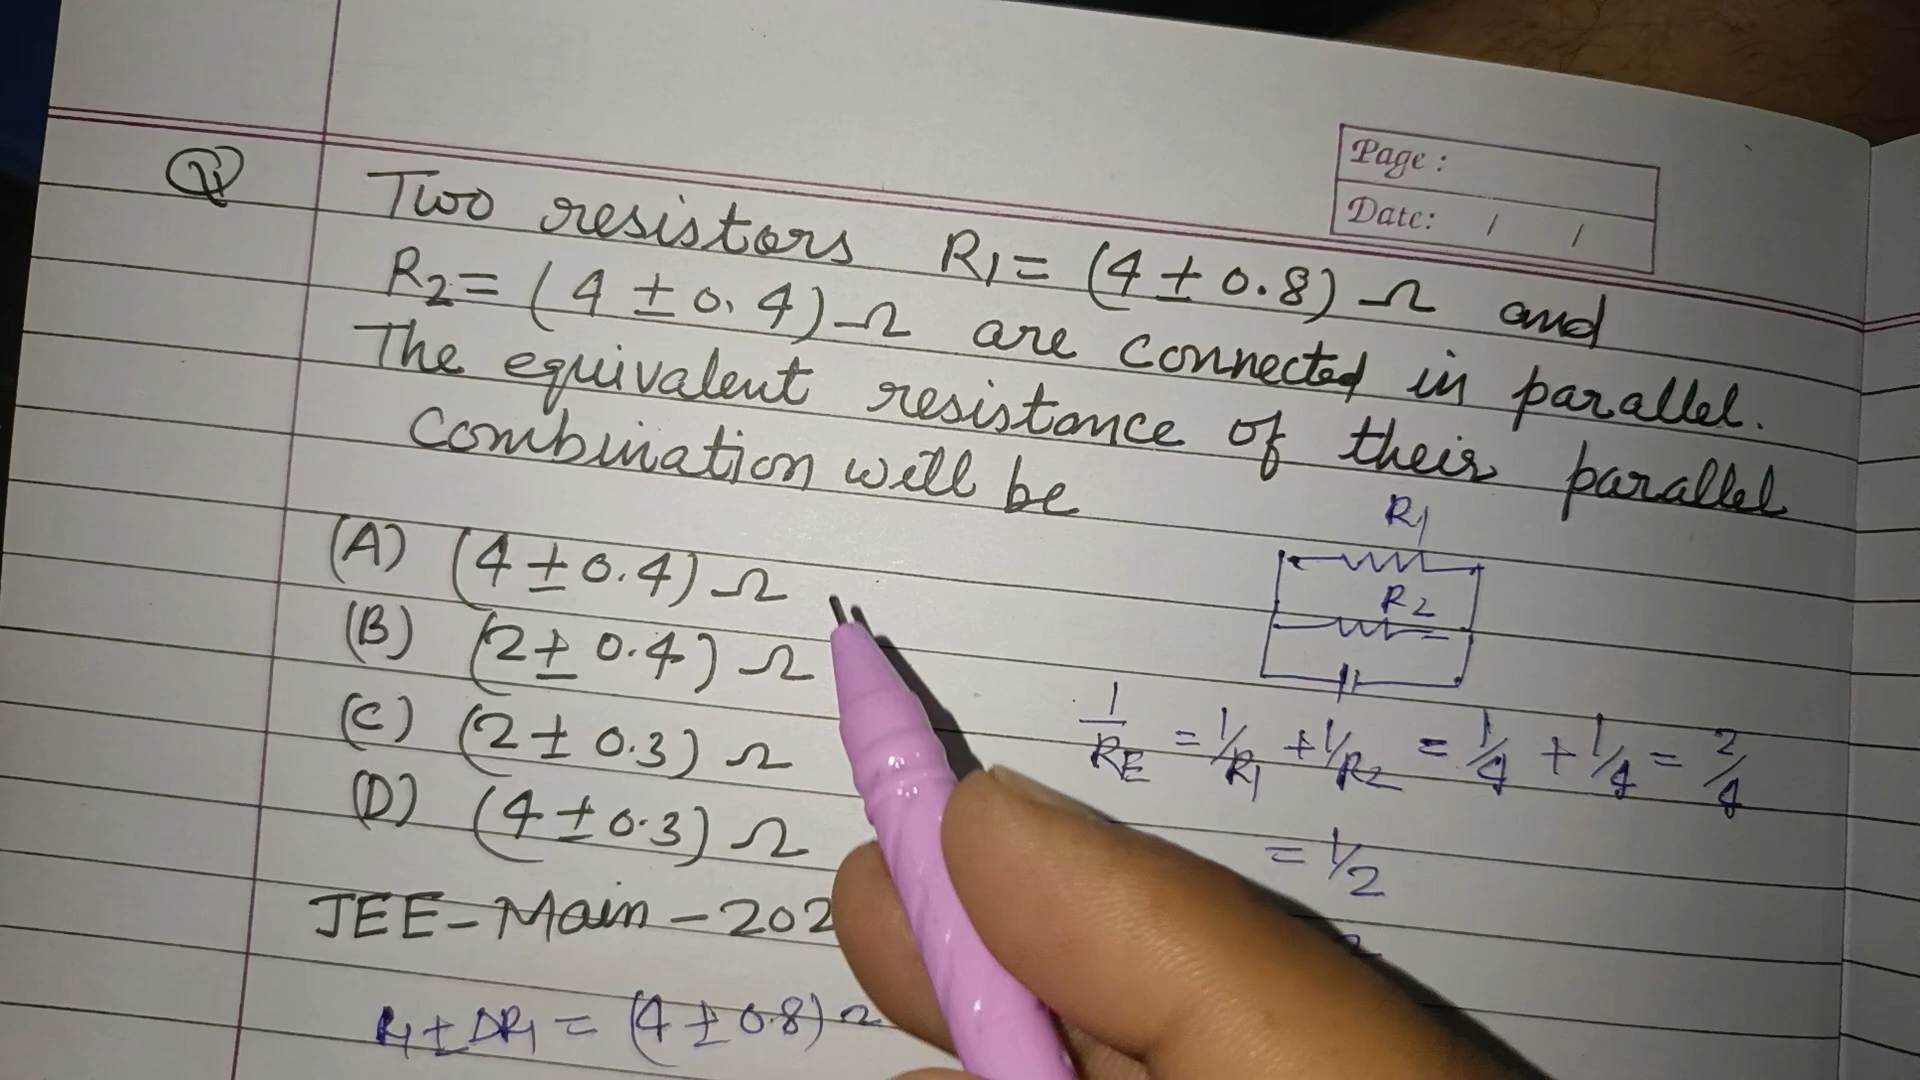 Page :
Date: / /
Q Two resistors R1 = (4 ± 0.8) Ω and
R2 = (4 ± 0.4) Ω are connected in parallel.
The equivalent resistance of their parallel
Combination will be
(A) (4 ± 0.4) Ω
(B) (2 ± 0.4) Ω
(C) (2 ± 0.3) Ω
(D) (4 ± 0.3) Ω
JEE-Main-202
R1
R2
1/RE = 1/R1 + 1/R2 = 1/4 + 1/4 = 2/4
= 1/2
2
R1 ± ΔR1 = (4 ± 0.8) Ω